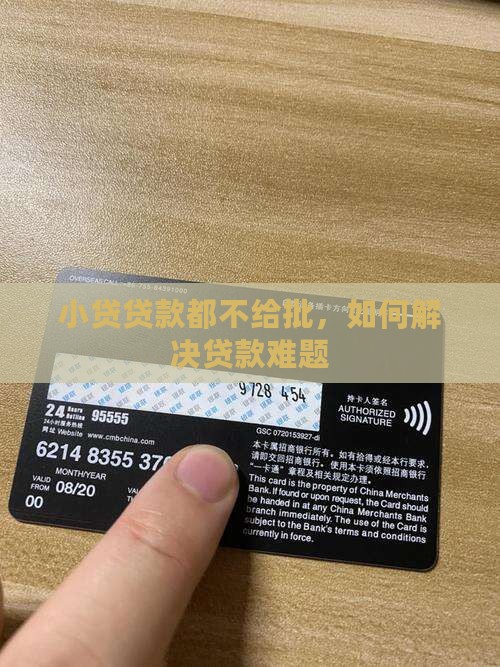 OVERSEAS CALL
小贷贷款都不给批，如何解
决贷款难题
9728 454
24 Hours Hotline 95555
24小时服务热线
网址 Website www.cmbchina.com
持卡人签名
AUTHORIZED
SIGNATURE
GSC 0720153927-di
6214 8355 37
MONTH/YEAR
VALID FROM 08/20
00
本卡属招商银行所有。如有拾得或经本行要求，
请即交回招商银行。使用本卡须依照招商银行
“一卡通”章程及相关规定办理。
This card is the property of China Merchants
Bank. If found or upon request, the Card should
be handed in at any China Merchants Bank
branch immediately. The use of the Card is
subject to the Bank's terms and conditions
currently in force.